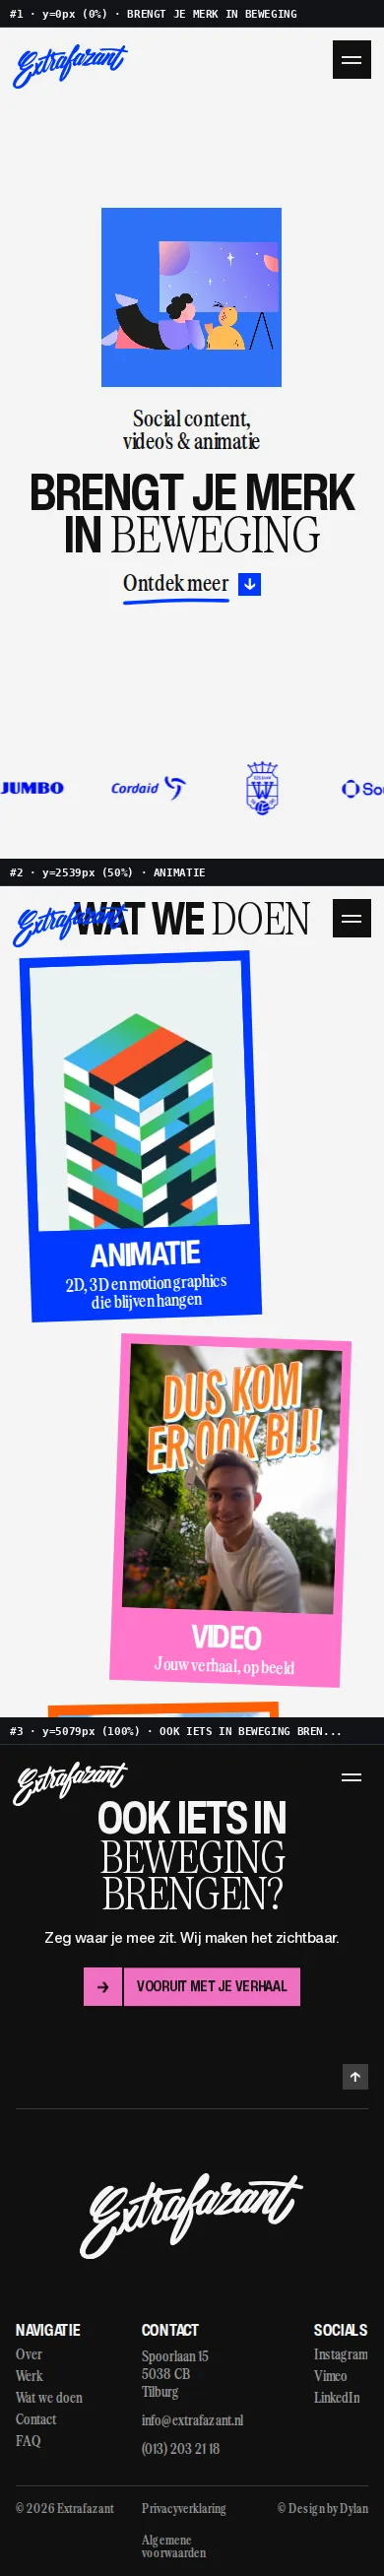 #1 · y=0px (0%) · BRENGT JE MERK IN BEWEGING
Extrafazant
Social content,
video's & animatie
BRENGT JE MERK
IN BEWEGING
Ontdek meer
JUMBO
Cordaid
Sou
#2 · y=2539px (50%) · ANIMATIE
Extrafazant
WAT WE DOEN
ANIMATIE
2D, 3D en motion graphics
die blijven hangen
DUS KOM
ER OOK BIJ!
VIDEO
Jouw verhaal, op beeld
#3 · y=5079px (100%) · OOK IETS IN BEWEGING BREN...
Extrafazant
OOK IETS IN
BEWEGING
BRENGEN?
Zeg waar je mee zit. Wij maken het zichtbaar.
VOORUIT MET JE VERHAAL
Extrafazant
NAVIGATIE
Over
Werk
Wat we doen
Contact
FAQ
CONTACT
Spoorlaan 15
5038 CB
Tilburg
info@extrafazant.nl
(013) 203 21 18
SOCIALS
Instagram
Vimeo
LinkedIn
© 2026 Extrafazant
Privacyverklaring
Algemene
voorwaarden
© Design by Dylan